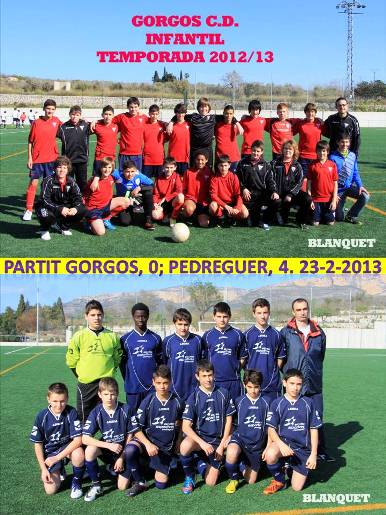 GORGOS C.D.
INFANTIL
TEMPORADA 2012/13
BLANQUET
PARTIT GORGOS, 0; PEDREGUER, 4. 23-2-2013
BLANQUET